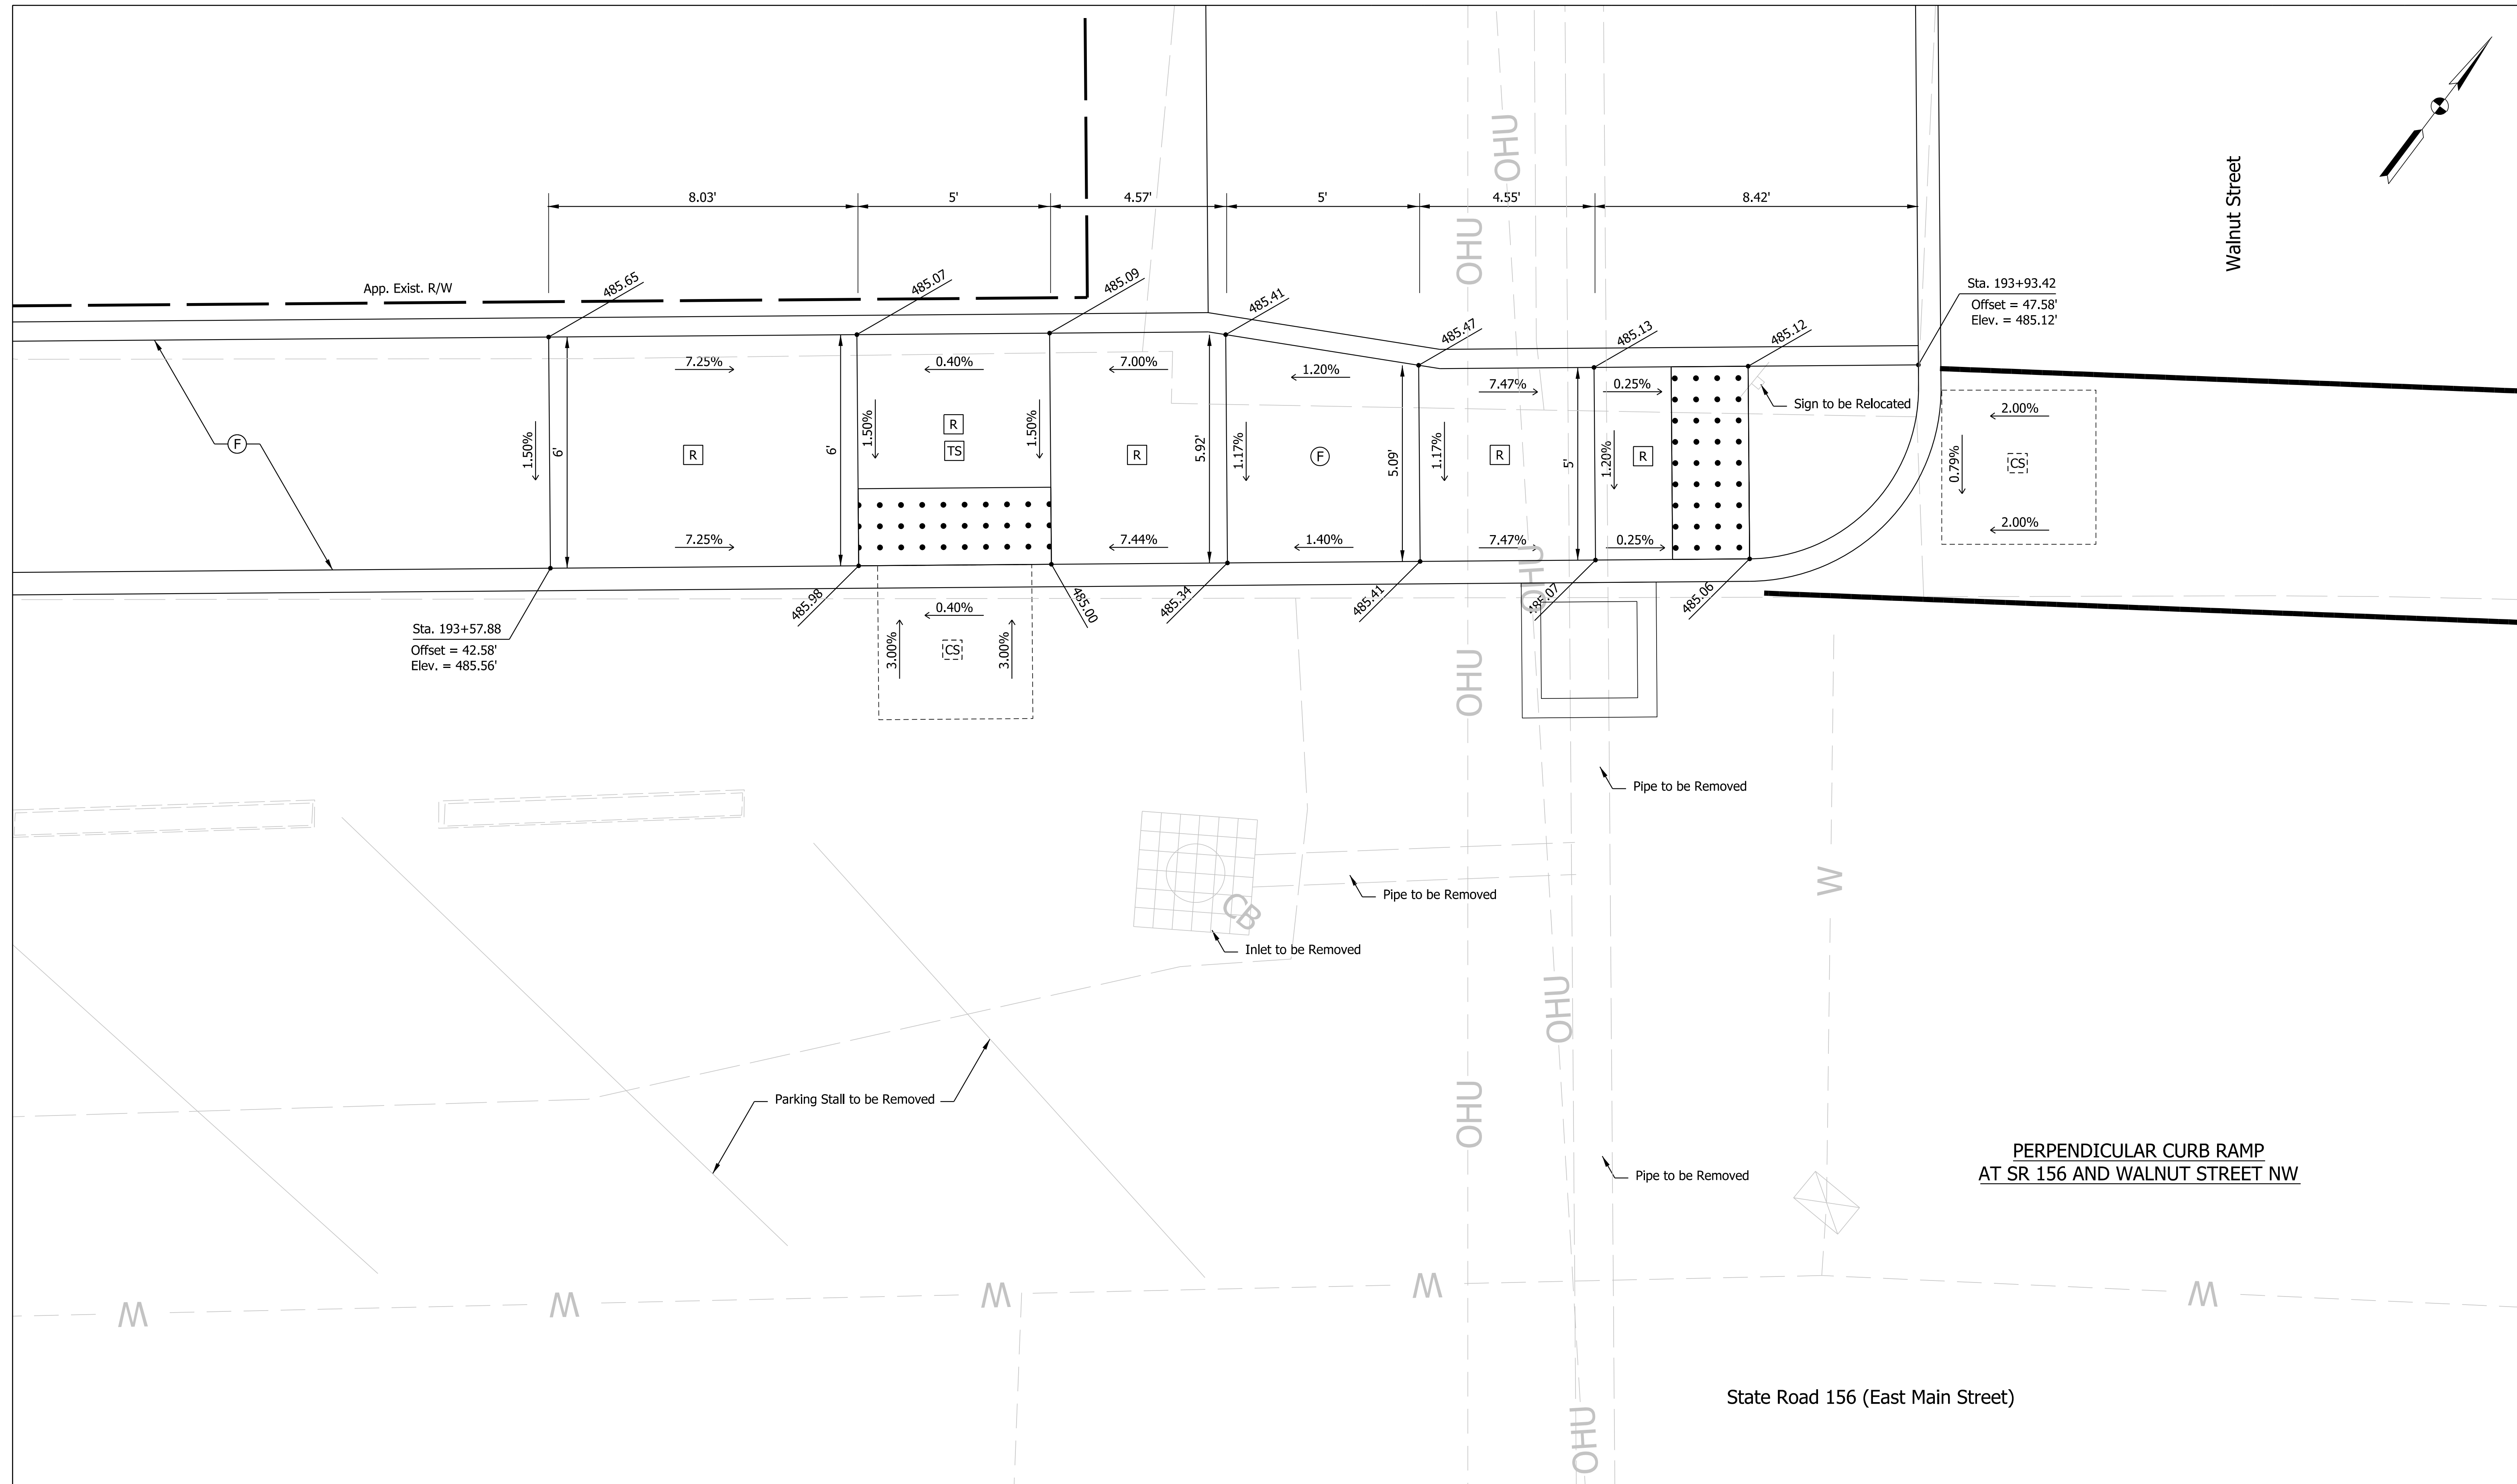 OHU
Walnut Street
8.03'
5'
4.57'
5'
4.55'
8.42'
OHU
App. Exist. R/W
485.65
485.07
485.09
485.41
485.47
485.13
485.12
Sta. 193+93.42
Offset = 47.58'
Elev. = 485.12'
7.25%
0.40%
7.00%
1.20%
7.47%
0.25%
Sign to be Relocated
2.00%
F
1.50%
6'
R
6'
1.50%
R
TS
1.50%
R
5.92'
1.17%
F
5.09'
1.17%
R
5'
1.20%
R
0.79%
CS
7.25%
7.44%
1.40%
7.47%
0.25%
2.00%
OHU
485.98
485.00
485.34
485.41
485.07
485.06
Sta. 193+57.88
Offset = 42.58'
Elev. = 485.56'
0.40%
3.00%
CS
3.00%
OHU
Pipe to be Removed
CB
Pipe to be Removed
W
Inlet to be Removed
OHU
Parking Stall to be Removed
OHU
Pipe to be Removed
PERPENDICULAR CURB RAMP
AT SR 156 AND WALNUT STREET NW
W
W
W
W
W
State Road 156 (East Main Street)
OHU